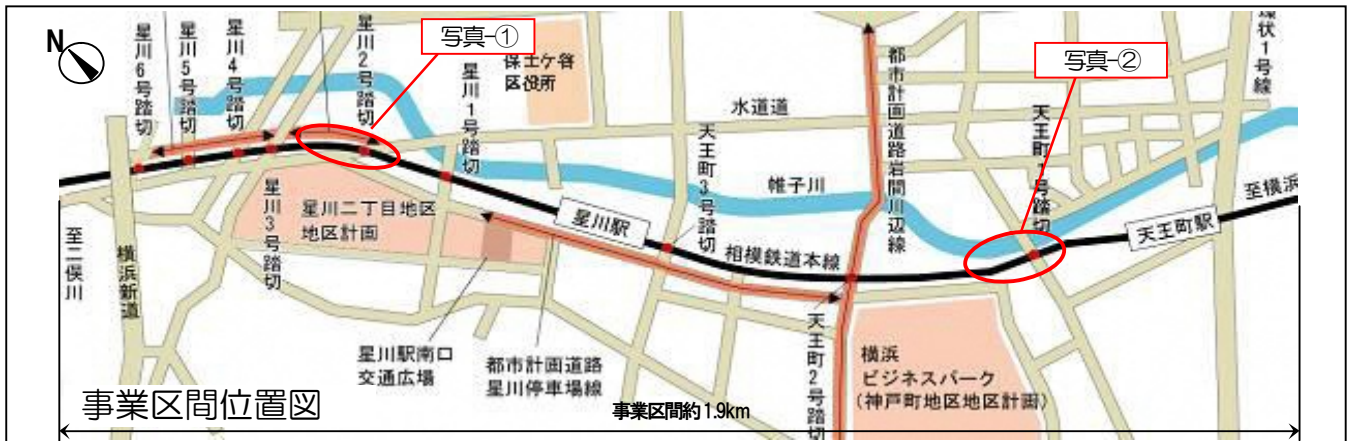 N
星川6号踏切
星川5号踏切
星川4号踏切
星川2号踏切
写真-①
星川1号踏切
保土ケ谷
区役所
水道道
天王町3号踏切
都市計画道路岩間川辺線
写真-②
天王町1号踏切
環状1号線
帷子川
至横浜
天王町駅
星川駅
相模鉄道本線
至二俣川
横浜新道
星川3号踏切
星川二丁目地区
地区計画
星川駅南口
交通広場
都市計画道路
星川停車場線
天王町2号踏切
横浜
ビジネスパーク
(神戸町地区地区計画)
事業区間位置図
事業区間約1.9km